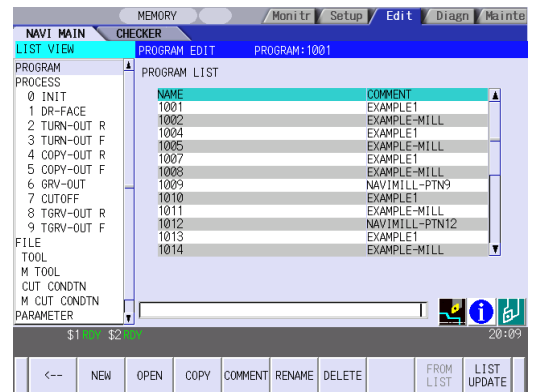 MEMORY Monitr Setup Edit Diagn Mainte
NAVI MAIN CHECKER
LIST VIEW PROGRAM EDIT PROGRAM:1001
PROGRAM
PROCESS
0 INIT
1 DR-FACE
2 TURN-OUT R
3 TURN-OUT F
4 COPY-OUT R
5 COPY-OUT F
6 GRV-OUT
7 CUTOFF
8 TGRV-OUT R
9 TGRV-OUT F
FILE
TOOL
M TOOL
CUT CONDTN
M CUT CONDTN
PARAMETER
PROGRAM LIST
NAME COMMENT
1001 EXAMPLE1
1002 EXAMPLE-MILL
1004 EXAMPLE1
1005 EXAMPLE-MILL
1007 EXAMPLE1
1008 EXAMPLE-MILL
1009 NAVIMILL-PTN9
1010 EXAMPLE1
1011 EXAMPLE-MILL
1012 NAVIMILL-PTN12
1013 EXAMPLE1
1014 EXAMPLE-MILL
$1 RDY $2 RDY 20:09
<-- NEW OPEN COPY COMMENT RENAME DELETE FROM LIST LIST UPDATE